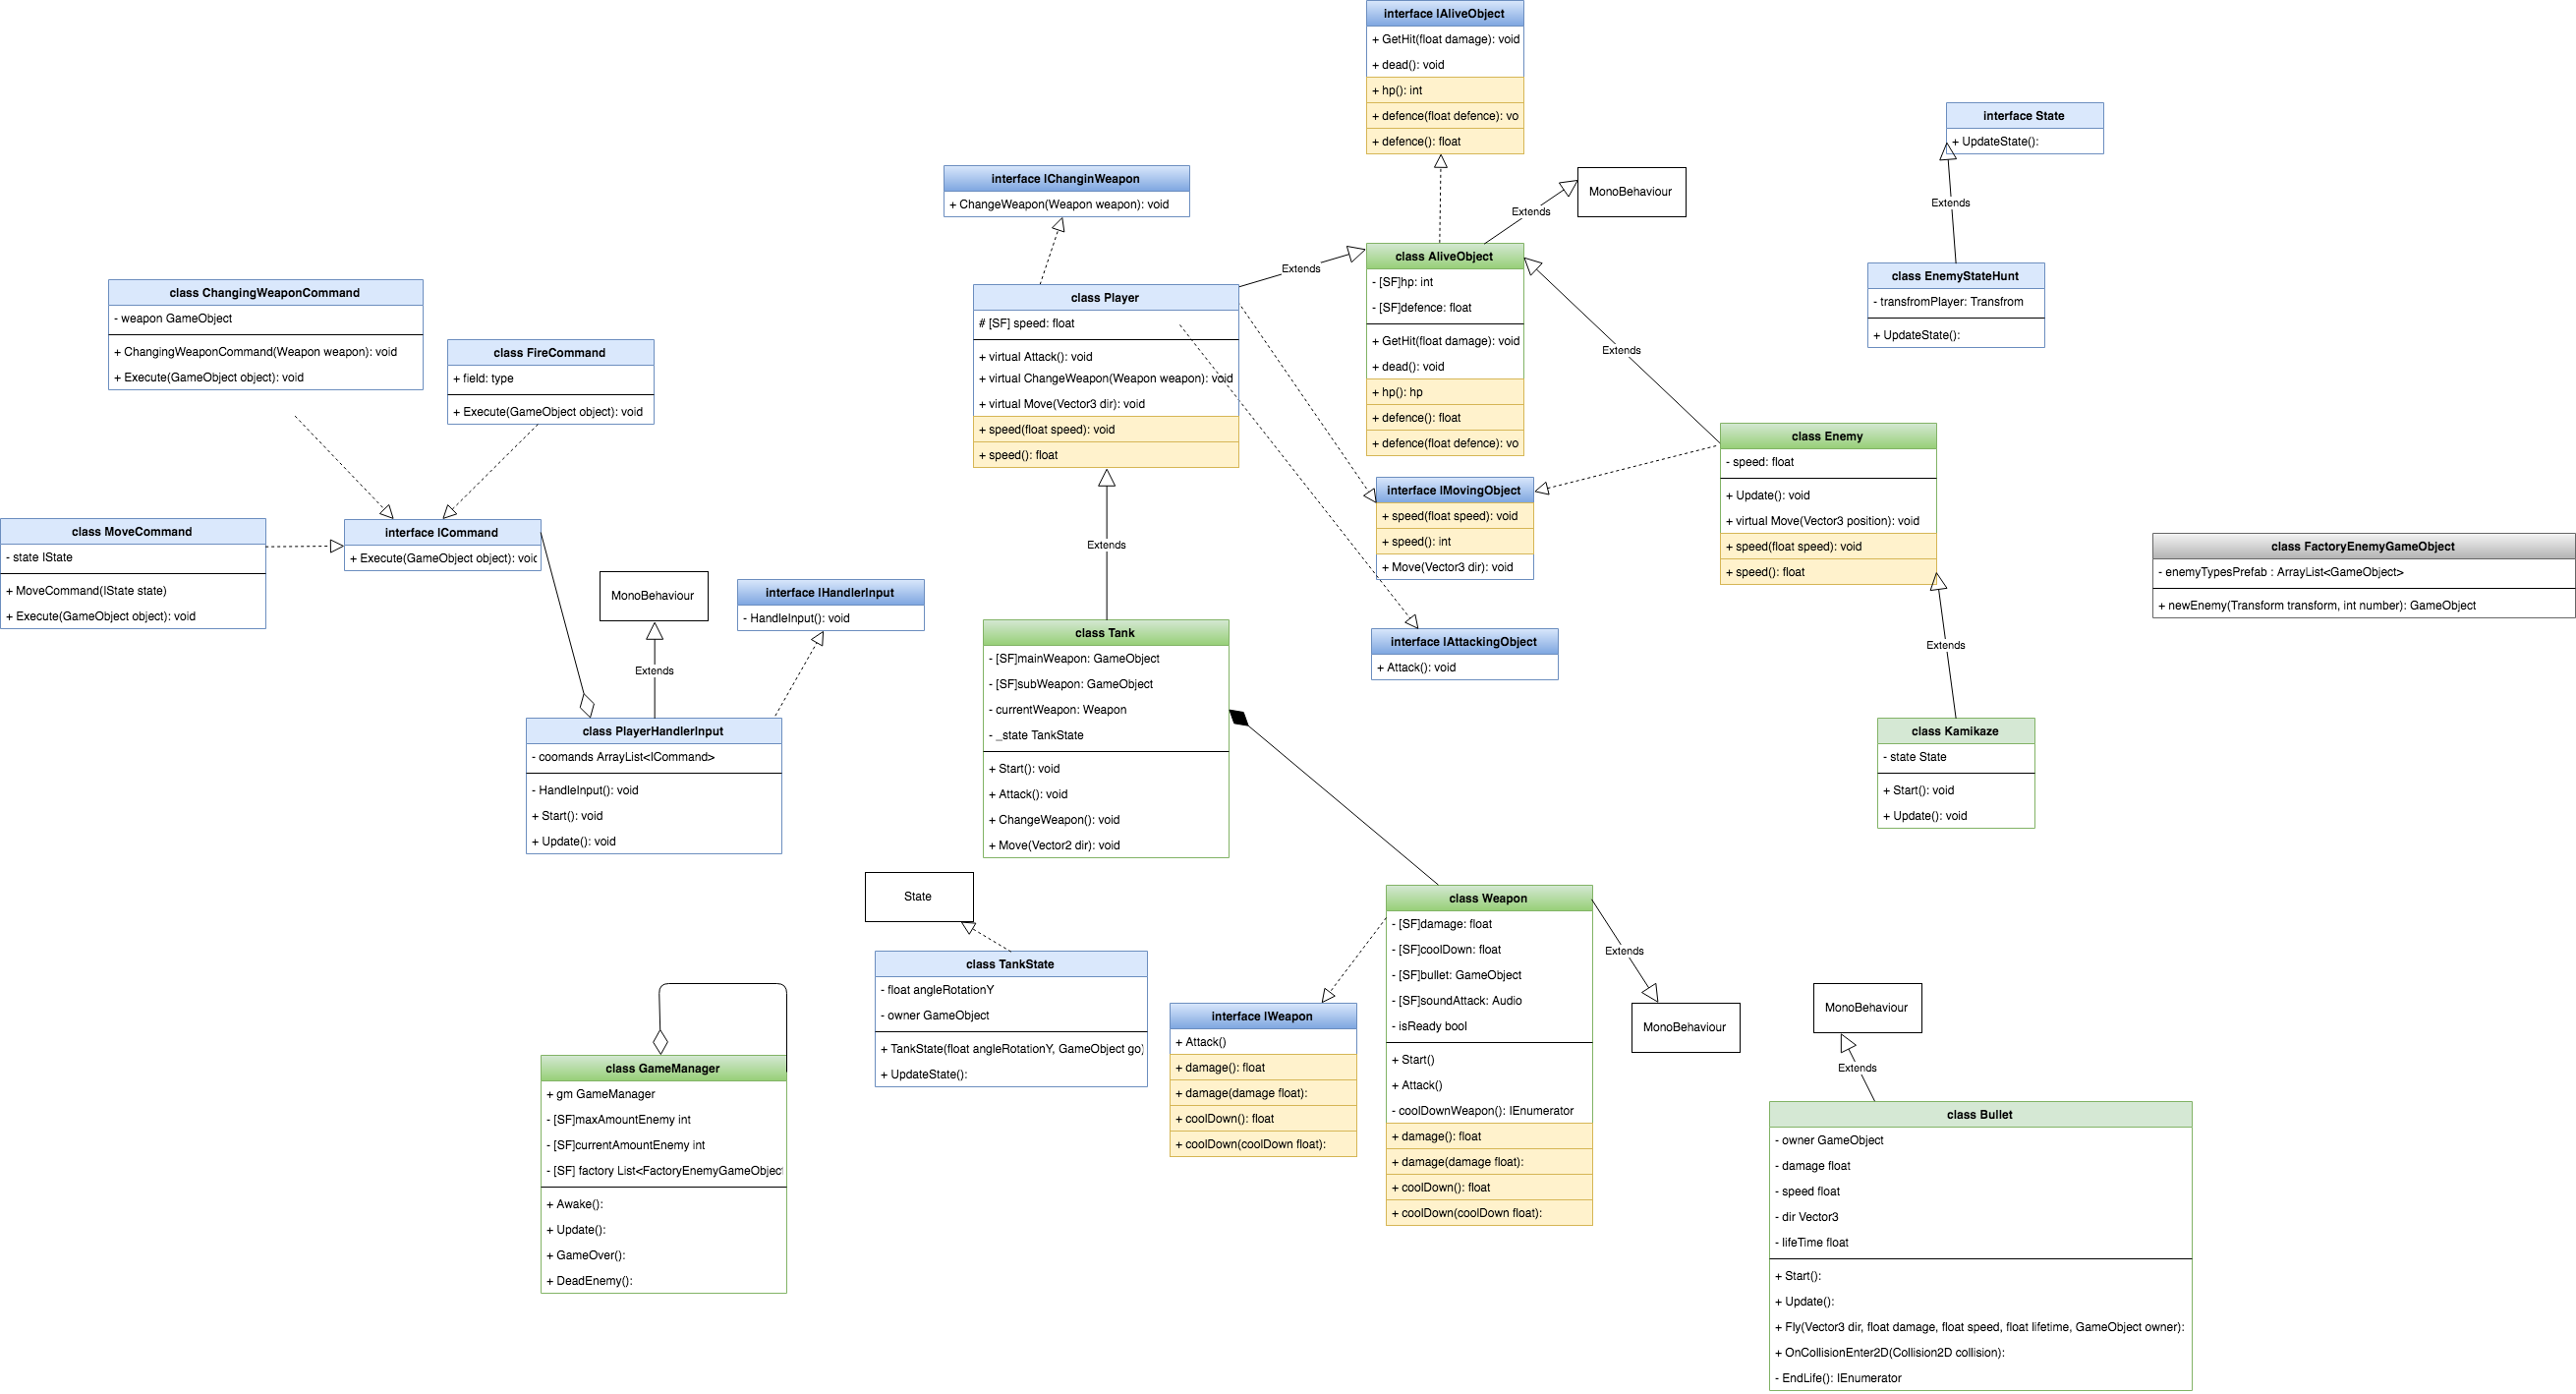 interface IAliveObject
+ GetHit(float damage): void
+ dead(): void
+ hp(): int
+ defence(float defence): vo
+ defence(): float
interface State
+ UpdateState():
Extends
class EnemyStateHunt
- transfromPlayer: Transfrom
+ UpdateState():
interface IChanginWeapon
+ ChangeWeapon(Weapon weapon): void
MonoBehaviour
Extends
Extends
class AliveObject
- [SF]hp: int
- [SF]defence: float
+ GetHit(float damage): void
+ dead(): void
+ hp(): hp
+ defence(): float
+ defence(float defence): vo
Extends
class Player
# [SF] speed: float
+ virtual Attack(): void
+ virtual ChangeWeapon(Weapon weapon): void
+ virtual Move(Vector3 dir): void
+ speed(float speed): void
+ speed(): float
Extends
class ChangingWeaponCommand
- weapon GameObject
+ ChangingWeaponCommand(Weapon weapon): void
+ Execute(GameObject object): void
class FireCommand
+ field: type
+ Execute(GameObject object): void
class MoveCommand
- state IState
+ MoveCommand(IState state)
+ Execute(GameObject object): void
interface ICommand
+ Execute(GameObject object): void
MonoBehaviour
Extends
interface IHandlerInput
- HandleInput(): void
class PlayerHandlerInput
- coomands ArrayList<ICommand>
- HandleInput(): void
+ Start(): void
+ Update(): void
interface IMovingObject
+ speed(float speed): void
+ speed(): int
+ Move(Vector3 dir): void
interface IAttackingObject
+ Attack(): void
class Enemy
- speed: float
+ Update(): void
+ virtual Move(Vector3 position): void
+ speed(float speed): void
+ speed(): float
Extends
class FactoryEnemyGameObject
- enemyTypesPrefab : ArrayList<GameObject>
+ newEnemy(Transform transform, int number): GameObject
class Kamikaze
- state State
+ Start(): void
+ Update(): void
class Tank
- [SF]mainWeapon: GameObject
- [SF]subWeapon: GameObject
- currentWeapon: Weapon
- _state TankState
+ Start(): void
+ Attack(): void
+ ChangeWeapon(): void
+ Move(Vector2 dir): void
State
class TankState
- float angleRotationY
- owner GameObject
+ TankState(float angleRotationY, GameObject go)
+ UpdateState():
class Weapon
- [SF]damage: float
- [SF]coolDown: float
- [SF]bullet: GameObject
- [SF]soundAttack: Audio
- isReady bool
+ Start()
+ Attack()
- coolDownWeapon(): IEnumerator
+ damage(): float
+ damage(damage float):
+ coolDown(): float
+ coolDown(coolDown float):
Extends
MonoBehaviour
interface IWeapon
+ Attack()
+ damage(): float
+ damage(damage float):
+ coolDown(): float
+ coolDown(coolDown float):
class GameManager
+ gm GameManager
- [SF]maxAmountEnemy int
- [SF]currentAmountEnemy int
- [SF] factory List<FactoryEnemyGameObject
+ Awake():
+ Update():
+ GameOver():
+ DeadEnemy():
MonoBehaviour
Extends
class Bullet
- owner GameObject
- damage float
- speed float
- dir Vector3
- lifeTime float
+ Start():
+ Update():
+ Fly(Vector3 dir, float damage, float speed, float lifetime, GameObject owner):
+ OnCollisionEnter2D(Collision2D collision):
- EndLife(): IEnumerator